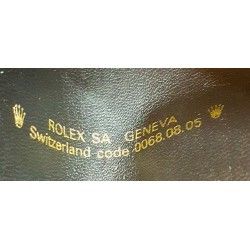 ROLEX SA GENEVA
Switzerland code 0068.08.05